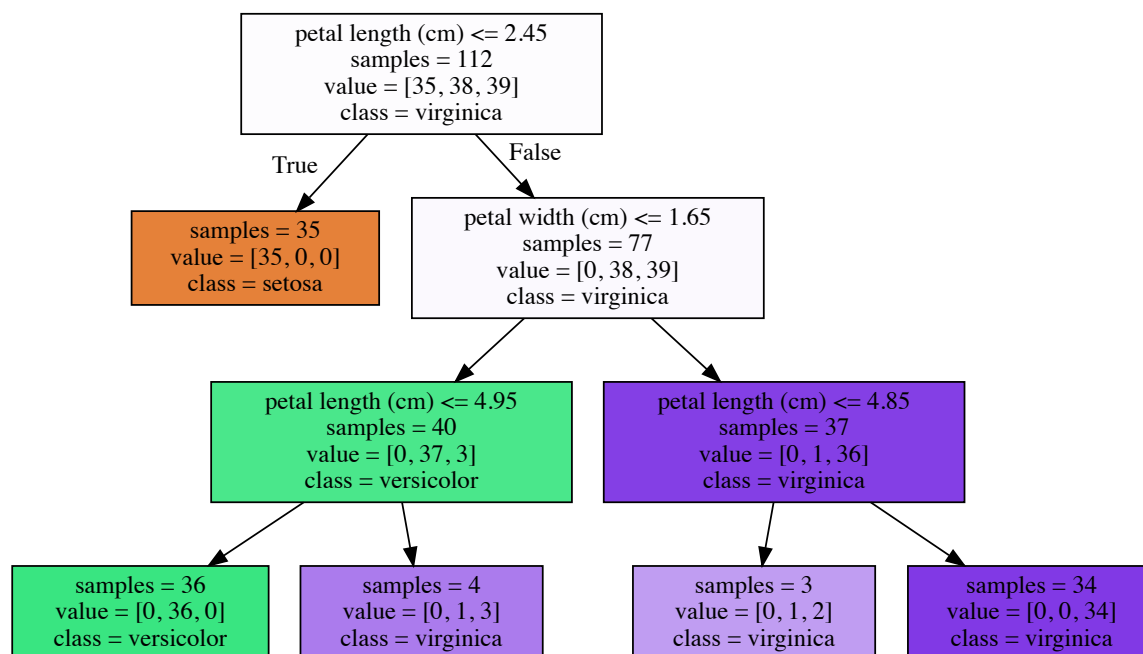 petal length (cm) <= 2.45
samples = 112
value = [35, 38, 39]
class = virginica
True
False
samples = 35
value = [35, 0, 0]
class = setosa
petal width (cm) <= 1.65
samples = 77
value = [0, 38, 39]
class = virginica
petal length (cm) <= 4.95
samples = 40
value = [0, 37, 3]
class = versicolor
petal length (cm) <= 4.85
samples = 37
value = [0, 1, 36]
class = virginica
samples = 36
value = [0, 36, 0]
class = versicolor
samples = 4
value = [0, 1, 3]
class = virginica
samples = 3
value = [0, 1, 2]
class = virginica
samples = 34
value = [0, 0, 34]
class = virginica